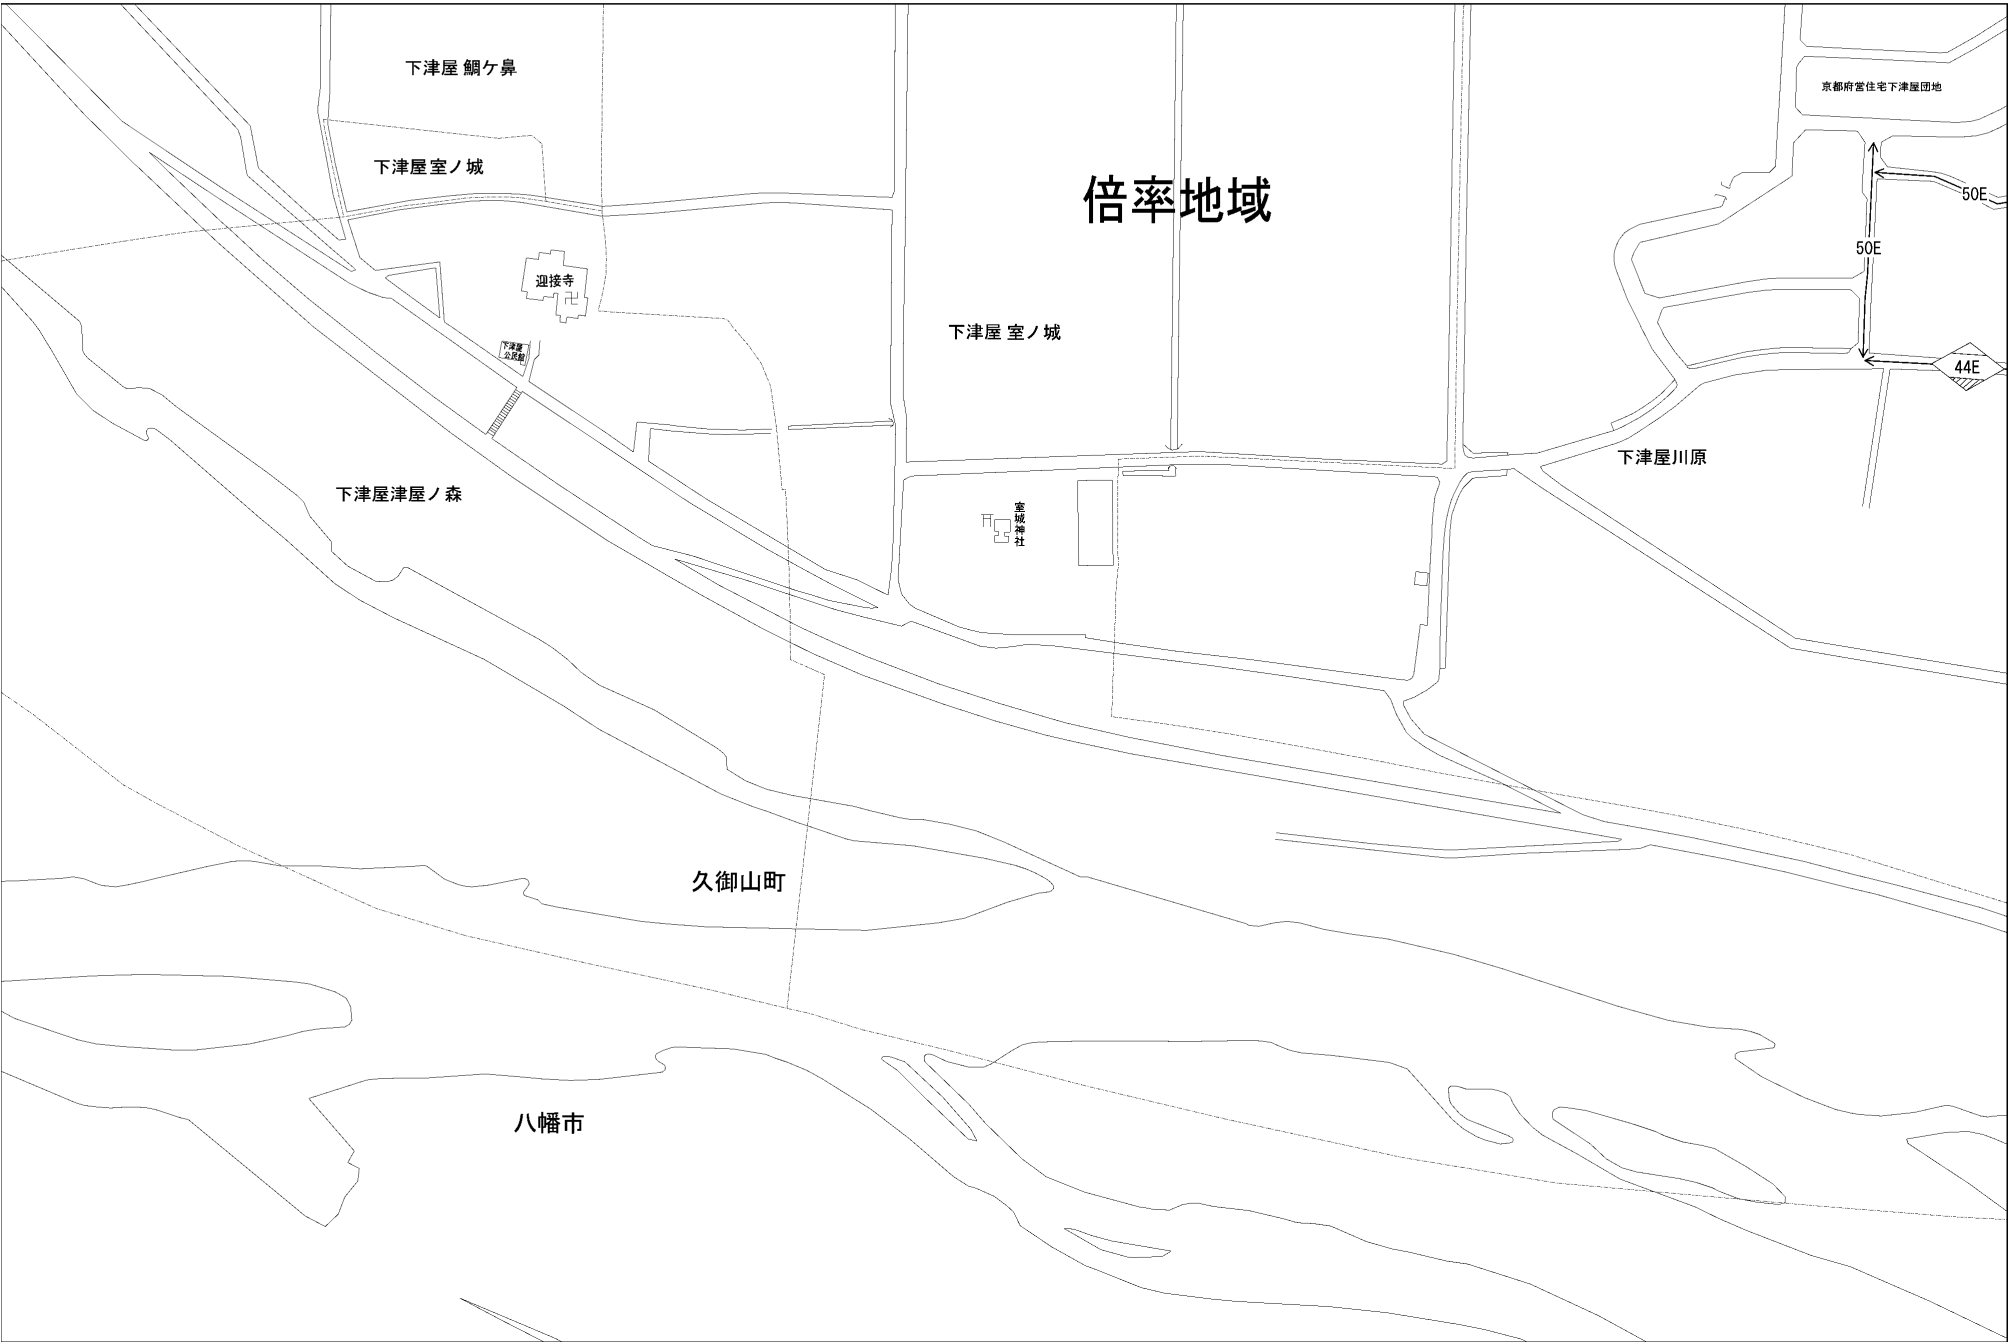 下津屋 鯛ケ鼻
京都府営住宅下津屋団地
下津屋 室ノ城
倍率地域
50E
50E
迎接寺
下津屋 室ノ城
下津屋
公民館
44E
下津屋川原
下津屋津屋ノ森
室城神社
久御山町
八幡市